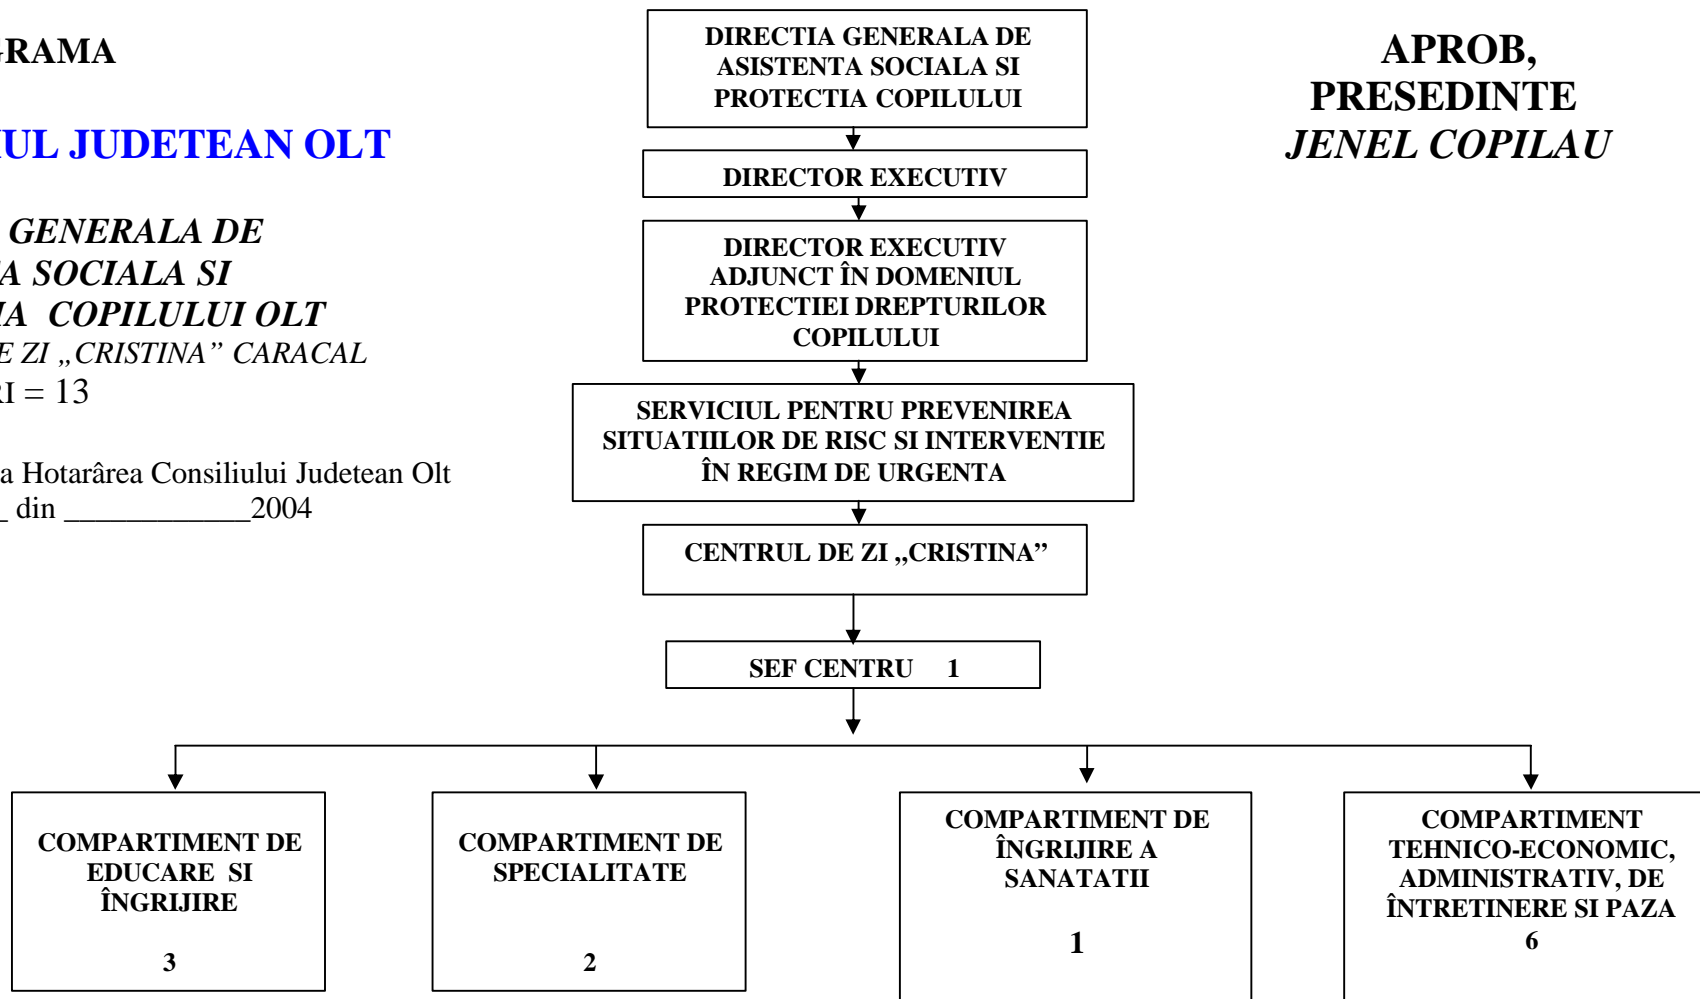 GRAMA
IUL JUDETEAN OLT
GENERALA DE
A SOCIALA SI
IA COPILULUI OLT
E ZI „CRISTINA” CARACAL
RI = 13
a Hotarârea Consiliului Judetean Olt
_ din ____________2004
DIRECTIA GENERALA DE
ASISTENTA SOCIALA SI
PROTECTIA COPILULUI
DIRECTOR EXECUTIV
DIRECTOR EXECUTIV
ADJUNCT ÎN DOMENIUL
PROTECTIEI DREPTURILOR
COPILULUI
SERVICIUL PENTRU PREVENIREA
SITUATIILOR DE RISC SI INTERVENTIE
ÎN REGIM DE URGENTA
CENTRUL DE ZI „CRISTINA”
SEF CENTRU 1
APROB,
PRESEDINTE
JENEL COPILAU
COMPARTIMENT DE
EDUCARE SI
ÎNGRIJIRE
3
COMPARTIMENT DE
SPECIALITATE
2
COMPARTIMENT DE
ÎNGRIJIRE A
SANATATII
1
COMPARTIMENT
TEHNICO-ECONOMIC,
ADMINISTRATIV, DE
ÎNTRETINERE SI PAZA
6